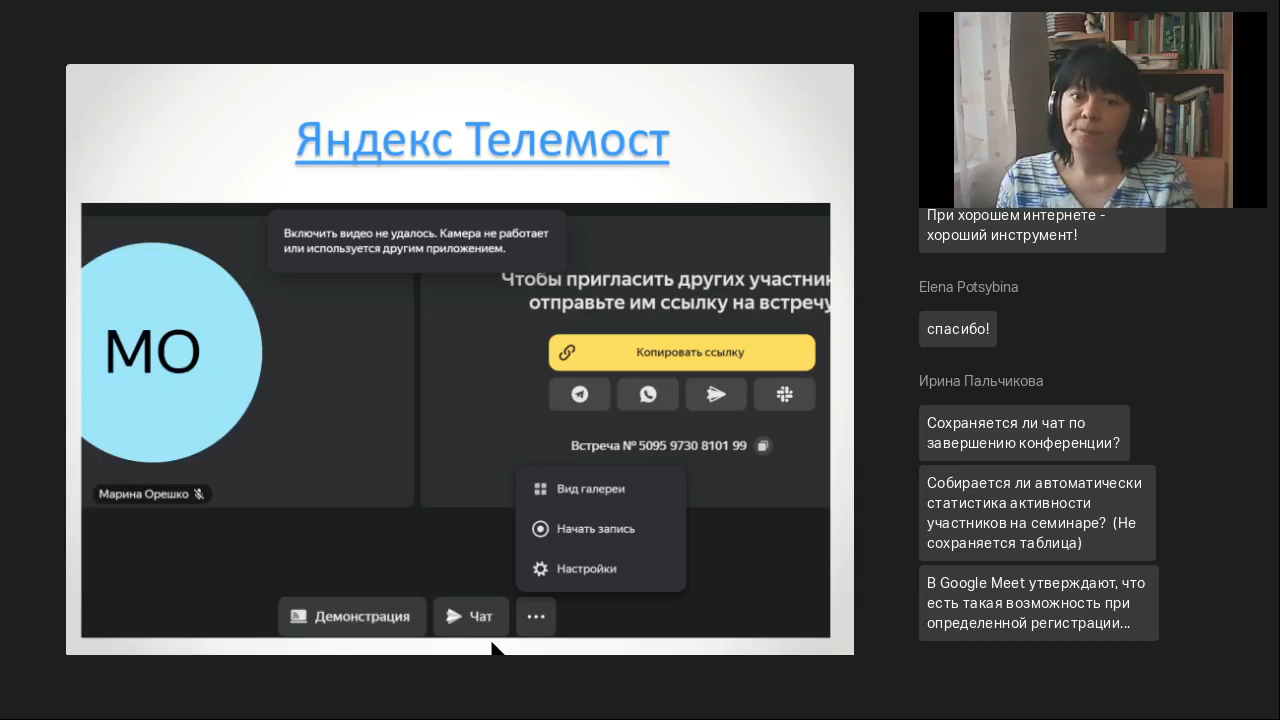 Яндекс Телемост
Включить видео не удалось. Камера не работает
или используется другим приложением.
Чтобы пригласить других участник
отправьте им ссылку на встречу
МО
Копировать ссылку
Встреча № 5095 9730 8101 99
Марина Орешко
Вид галереи
Начать запись
Настройки
Демонстрация
Чат
При хорошем интернете -
хороший инструмент!
Elena Potsybina
спасибо!
Ирина Пальчикова
Сохраняется ли чат по
завершению конференции?
Собирается ли автоматически
статистика активности
участников на семинаре? (Не
сохраняется таблица)
В Google Meet утверждают, что
есть такая возможность при
определенной регистрации...